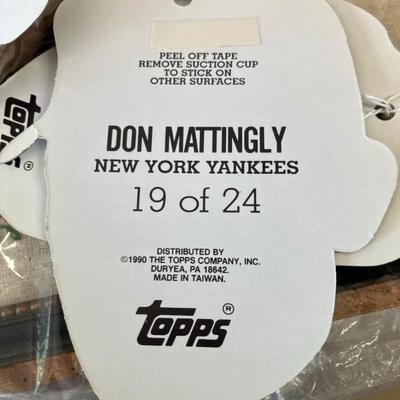 PEEL OFF TAPE
REMOVE SUCTION CUP
TO STICK ON
OTHER SURFACES
DON MATTINGLY
NEW YORK YANKEES
19 of 24
DISTRIBUTED BY
©1990 THE TOPPS COMPANY, INC.
DURYEA, PA 18642.
MADE IN TAIWAN.
topps®
topps®